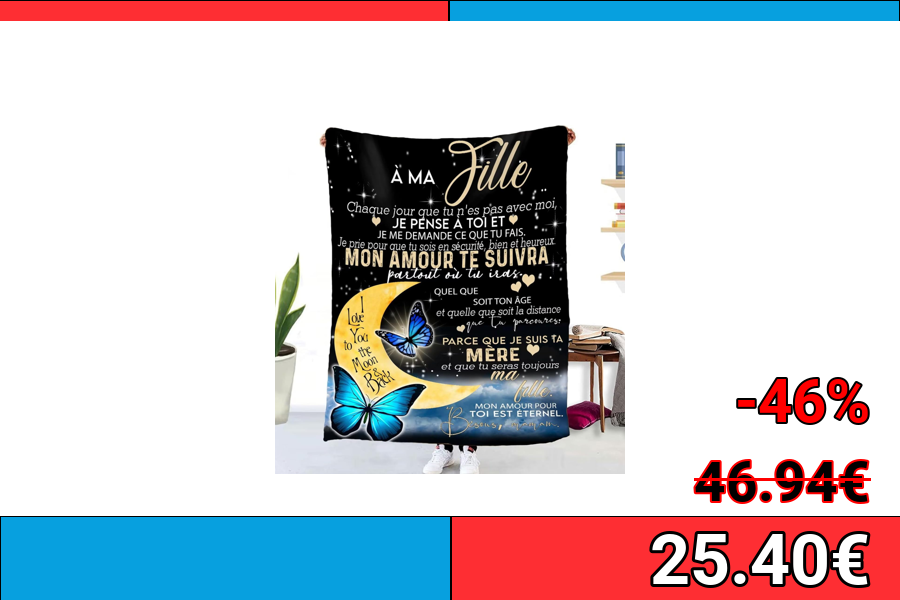 À MA Fille
Chaque jour que tu n'es pas avec moi,
JE PENSE À TOI ET
JE ME DEMANDE CE QUE TU FAIS.
Je prie pour que tu sois en sécurité, bien et heureux.
MON AMOUR TE SUIVRA
partout où tu iras.
QUEL QUE
SOIT TON ÂGE
et quelle que soit la distance
que tu parcoures.
PARCE QUE JE SUIS TA
MÈRE
et que tu seras toujours
ma
fille.
MON AMOUR POUR
TOI EST ÉTERNEL.
I
Love
You
to
the
Moon
&
Back
-46%
46.94€
25.40€